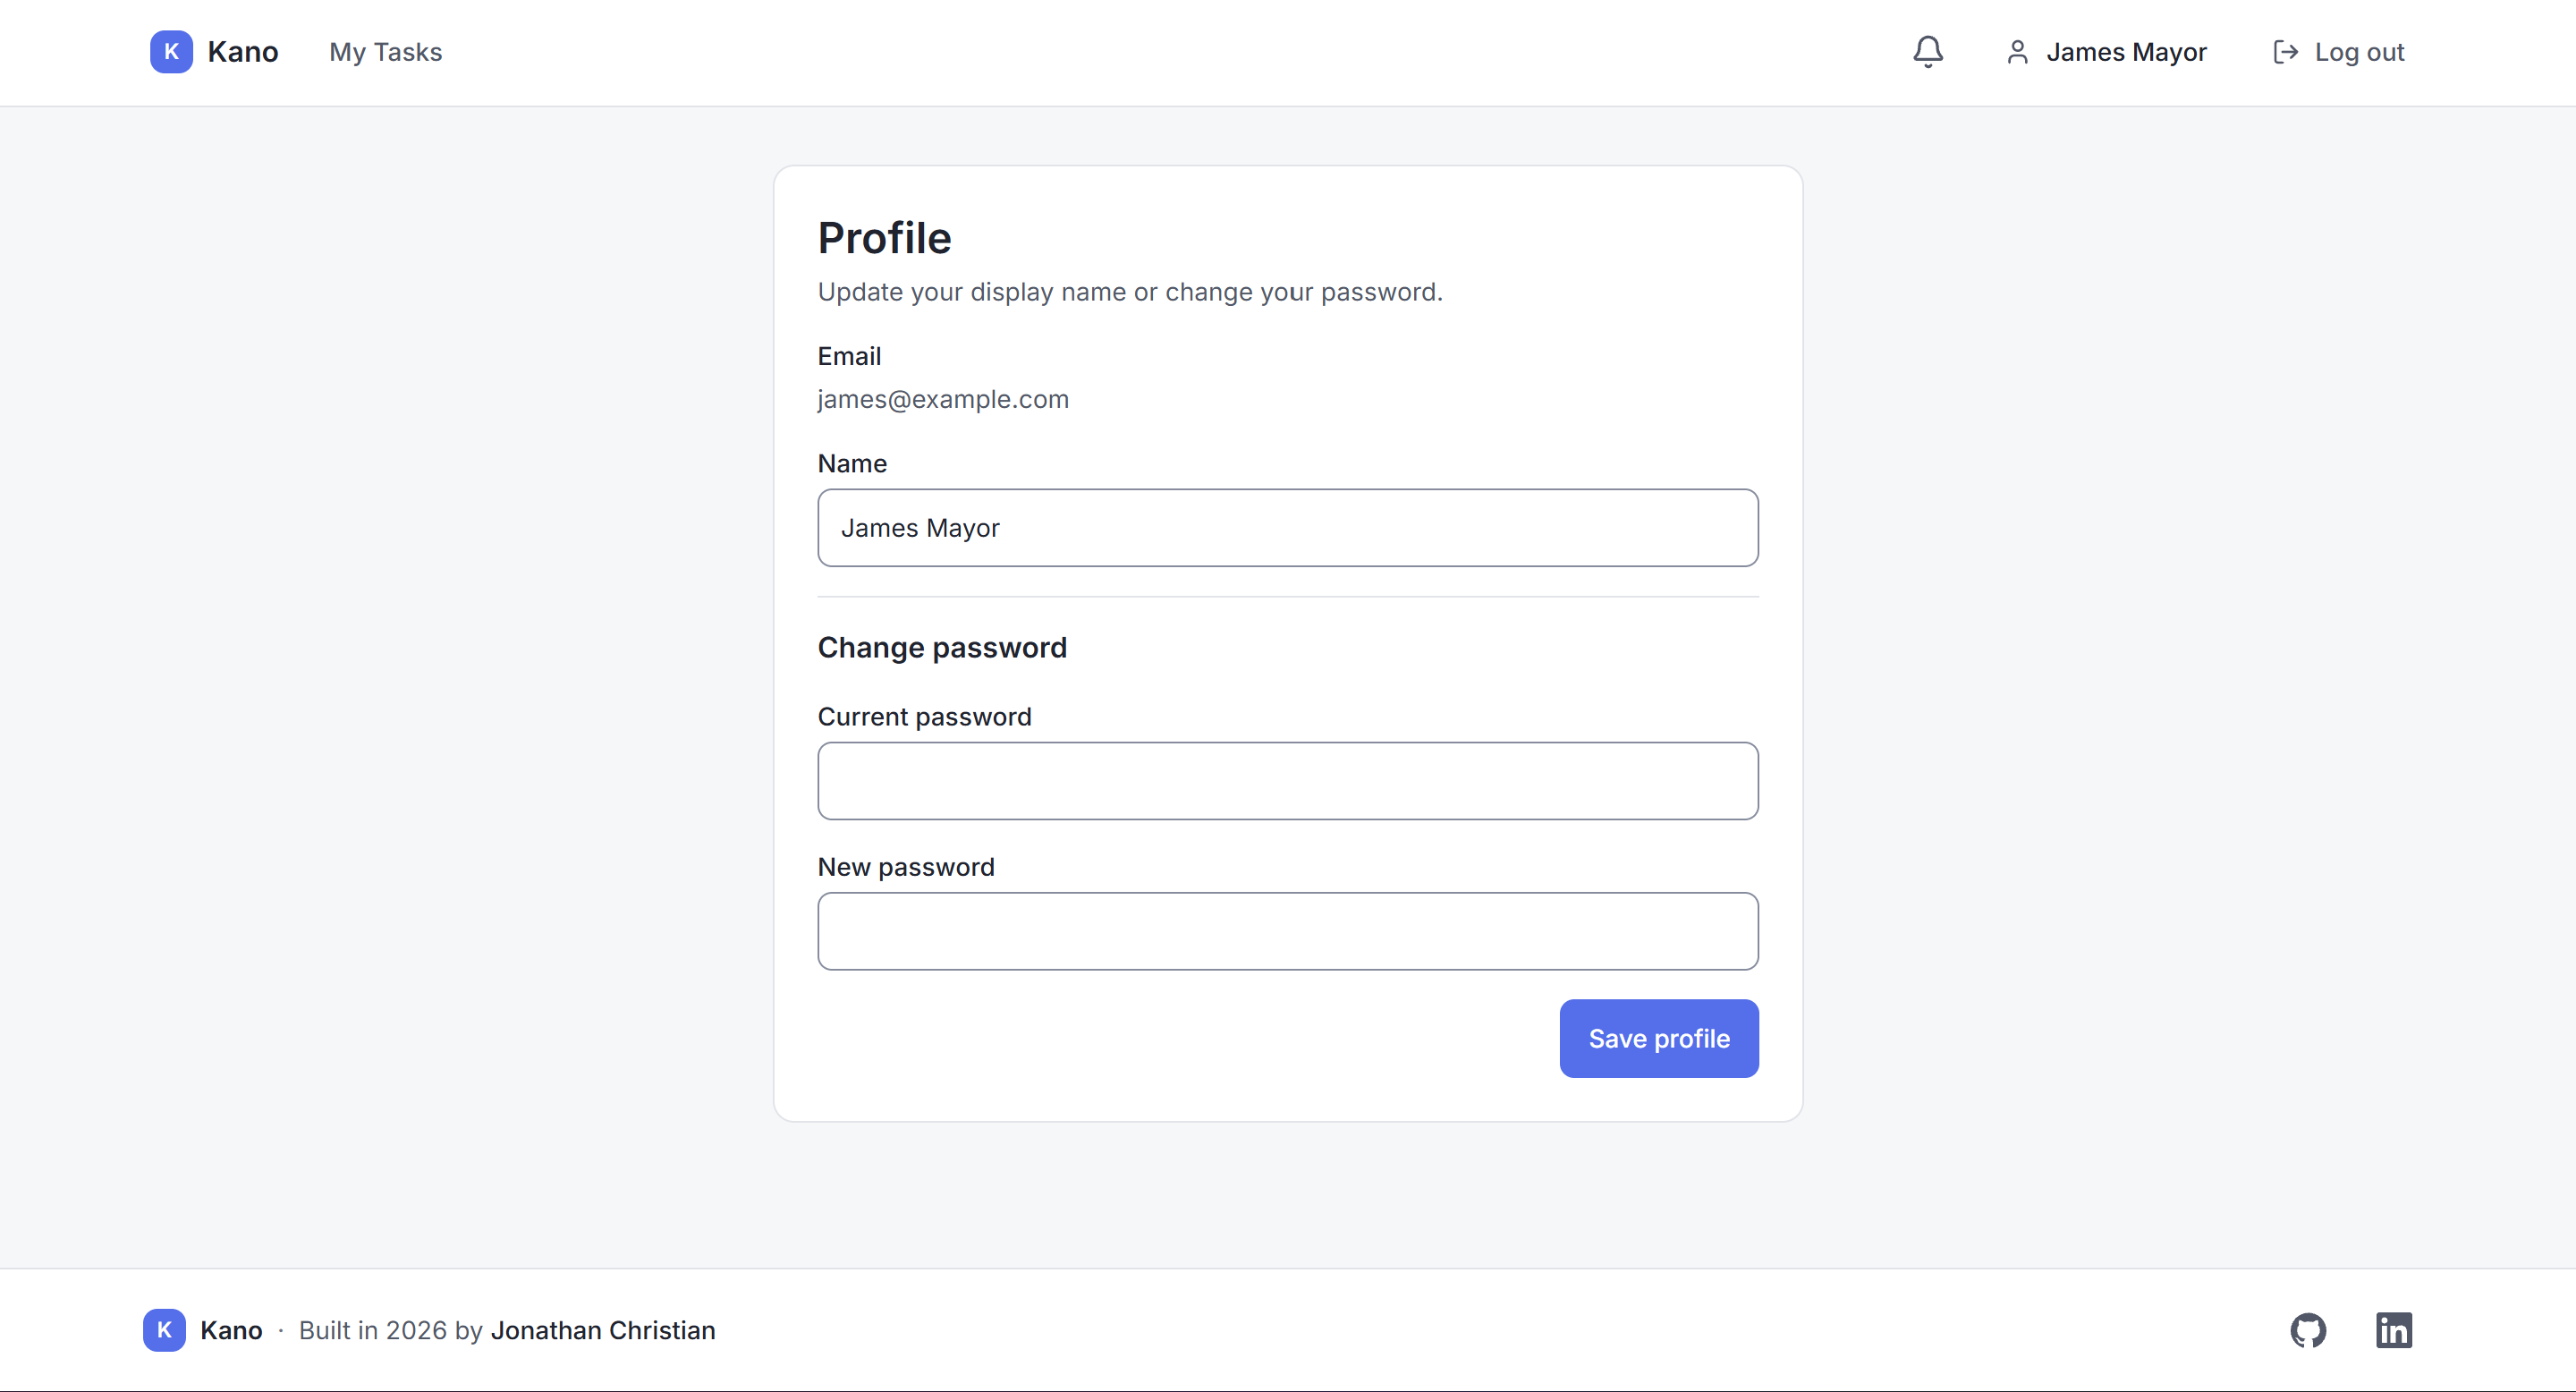 K Kano My Tasks James Mayor Log out
Profile
Update your display name or change your password.
Email
james@example.com
Name
James Mayor
Change password
Current password
New password
Save profile
K Kano · Built in 2026 by Jonathan Christian
in